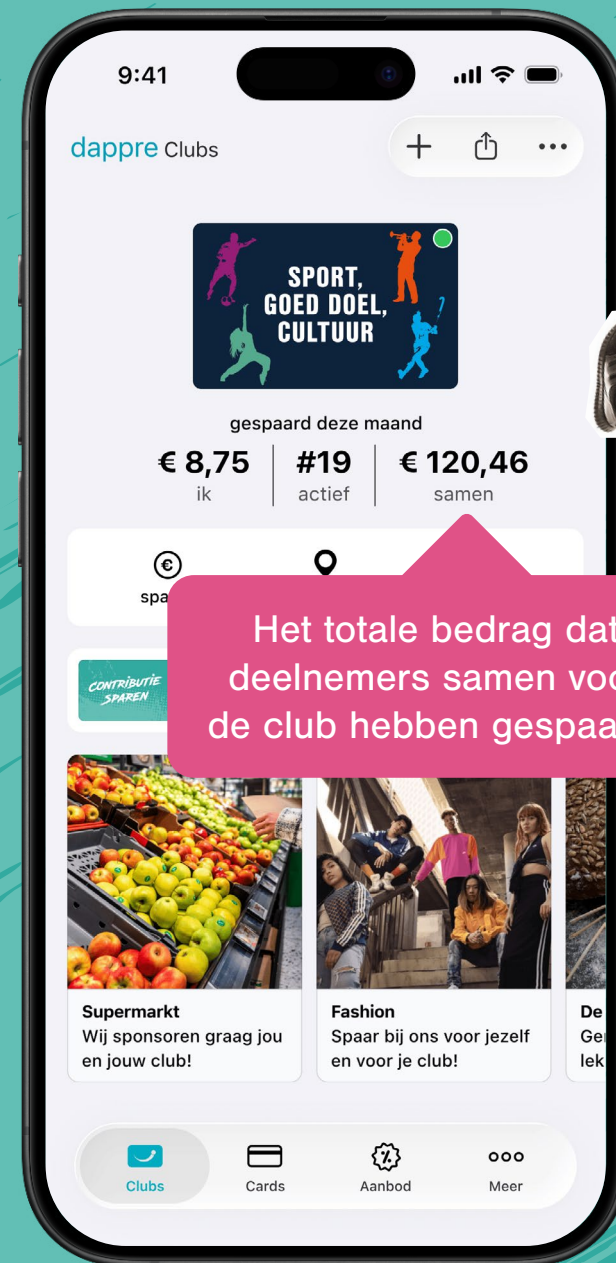 9:41
dappre Clubs
SPORT,
GOED DOEL,
CULTUUR
gespaard deze maand
€ 8,75
#19
€ 120,46
ik
actief
samen
spa
Het totale bedrag dat
deelnemers samen voo
de club hebben gespaa
CONTRIBUTIE
SPAREN
Supermarkt
Wij sponsoren graag jou
en jouw club!
Fashion
Spaar bij ons voor jezelf
en voor je club!
De
Ge
lek
Clubs
Cards
Aanbod
Meer